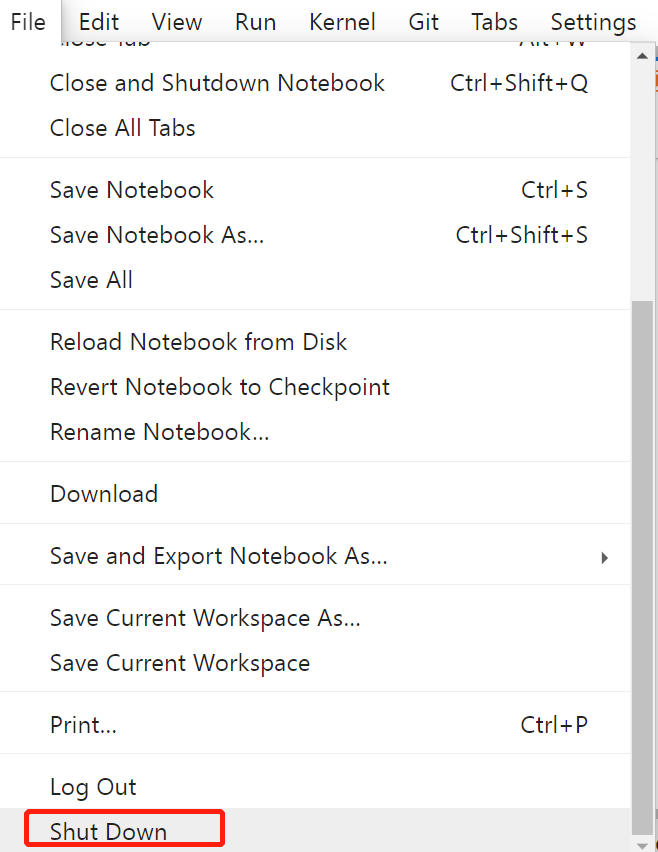 File Edit View Run Kernel Git Tabs Settings
Close and Shutdown Notebook Ctrl+Shift+Q
Close All Tabs
Save Notebook Ctrl+S
Save Notebook As... Ctrl+Shift+S
Save All
Reload Notebook from Disk
Revert Notebook to Checkpoint
Rename Notebook...
Download
Save and Export Notebook As...
Save Current Workspace As...
Save Current Workspace
Print... Ctrl+P
Log Out
Shut Down